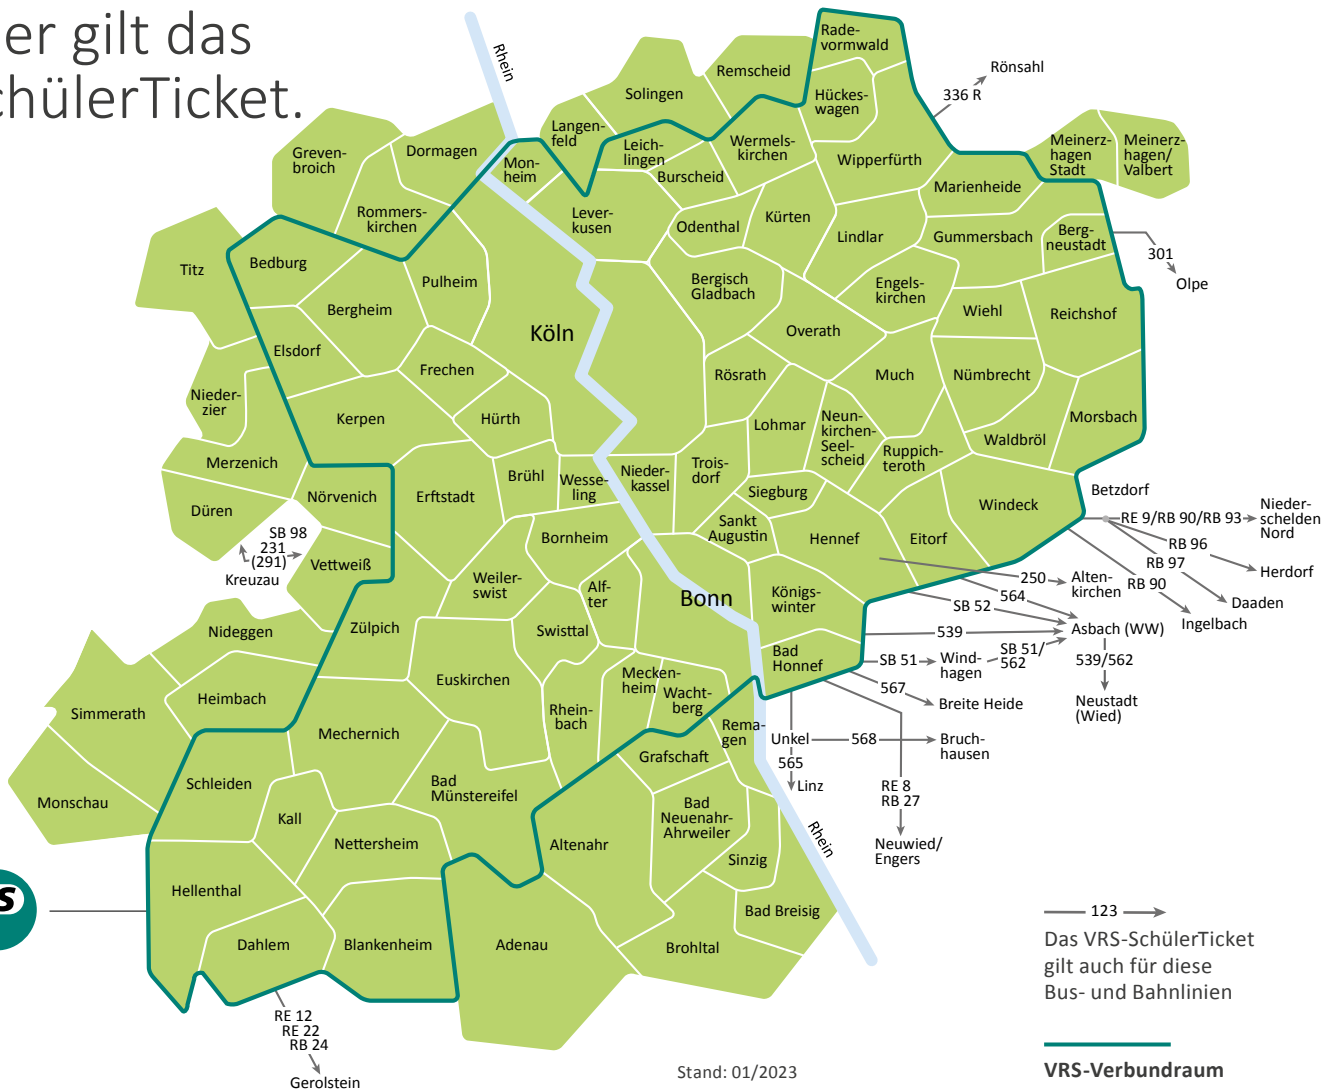 er gilt das
chülerTicket.
Rhein
Rade-
vormwald
Rönsahl
336 R
Remscheid
Solingen
Hückes-
wagen
Langen-
feld
Leich-
lingen
Wermels-
kirchen
Wipperfürth
Meinerz-
hagen
Stadt
Meinerz-
hagen/
Valbert
Greven-
broich
Dormagen
Mon-
heim
Burscheid
Marienheide
Rommers-
kirchen
Lever-
kusen
Odenthal
Kürten
Lindlar
Gummersbach
Berg-
neustadt
301
Olpe
Titz
Bedburg
Pulheim
Bergheim
Bergisch
Gladbach
Engels-
kirchen
Wiehl
Reichshof
Köln
Overath
Elsdorf
Frechen
Rösrath
Much
Nümbrecht
Nieder-
zier
Kerpen
Hürth
Lohmar
Neun-
kirchen-
Seel-
scheid
Ruppich-
teroth
Waldbröl
Morsbach
Merzenich
Nörvenich
Erftstadt
Brühl
Wesse-
ling
Nieder-
kassel
Trois-
dorf
Siegburg
Windeck
Betzdorf
Düren
Sankt
Augustin
Hennef
Eitorf
RE 9/RB 90/RB 93
Nieder-
schelden
Nord
SB 98
231
(291)
Kreuzau
Vettweiß
Bornheim
RB 96
Herdorf
RB 97
Daaden
RB 90
Ingelbach
Weiler-
swist
Alf-
ter
Bonn
Königs-
winter
250
Alten-
kirchen
564
SB 52
Asbach (WW)
539
Nideggen
Zülpich
Swisttal
Bad
Honnef
SB 51
Wind-
hagen
SB 51/
562
539/562
Neustadt
(Wied)
Heimbach
Euskirchen
Mecken-
heim
Wacht-
berg
567
Breite Heide
Simmerath
Rhein-
bach
Rema-
gen
Unkel
568
Bruch-
hausen
Mechernich
Grafschaft
565
Linz
Schleiden
Bad
Münstereifel
RE 8
RB 27
Neuwied/
Engers
Monschau
Kall
Bad
Neuenahr-
Ahrweiler
Nettersheim
Altenahr
Sinzig
Rhein
Hellenthal
s
Bad Breisig
Dahlem
Blankenheim
Adenau
Brohltal
RE 12
RE 22
RB 24
Gerolstein
123
Das VRS-SchülerTicket
gilt auch für diese
Bus- und Bahnlinien
VRS-Verbundraum
Stand: 01/2023